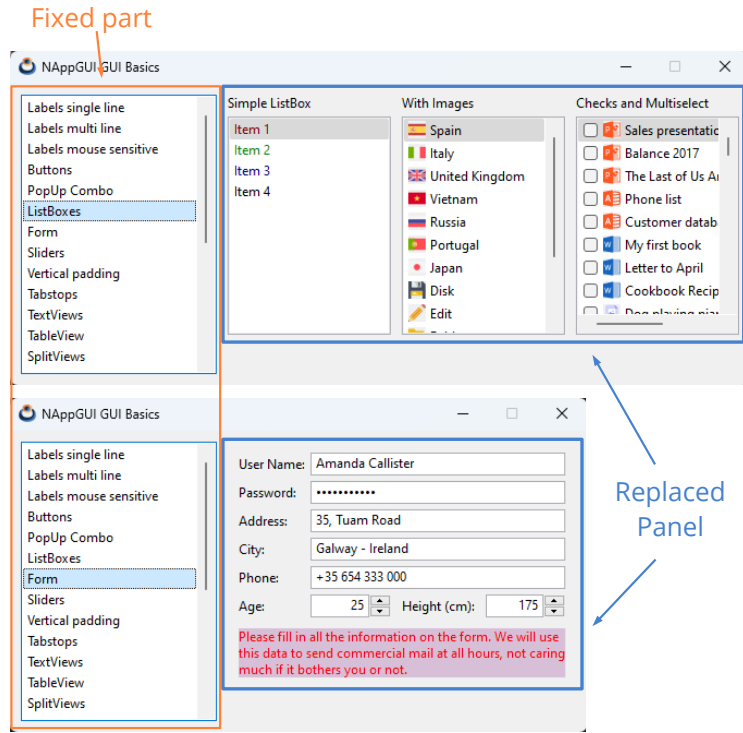 Fixed part
NAppGUI GUI Basics
Labels single line
Labels multi line
Labels mouse sensitive
Buttons
PopUp Combo
ListBoxes
Form
Sliders
Vertical padding
Tabstops
TextViews
TableView
SplitViews
Simple ListBox
Item 1
Item 2
Item 3
Item 4
With Images
Spain
Italy
United Kingdom
Vietnam
Russia
Portugal
Japan
Disk
Edit
Checks and Multiselect
Sales presentatic
Balance 2017
The Last of Us
Phone list
Customer datab
My first book
Letter to April
Cookbook Recip
NAppGUI GUI Basics
Labels single line
Labels multi line
Labels mouse sensitive
Buttons
PopUp Combo
ListBoxes
Form
Sliders
Vertical padding
Tabstops
TextViews
TableView
SplitViews
User Name: Amanda Callister
Password: •••••••••••
Address: 35, Tuam Road
City: Galway - Ireland
Phone: +35 654 333 000
Age: 25 Height (cm): 175
Please fill in all the information on the form. We will use
this data to send commercial mail at all hours, not caring
much if it bothers you or not.
Replaced
Panel